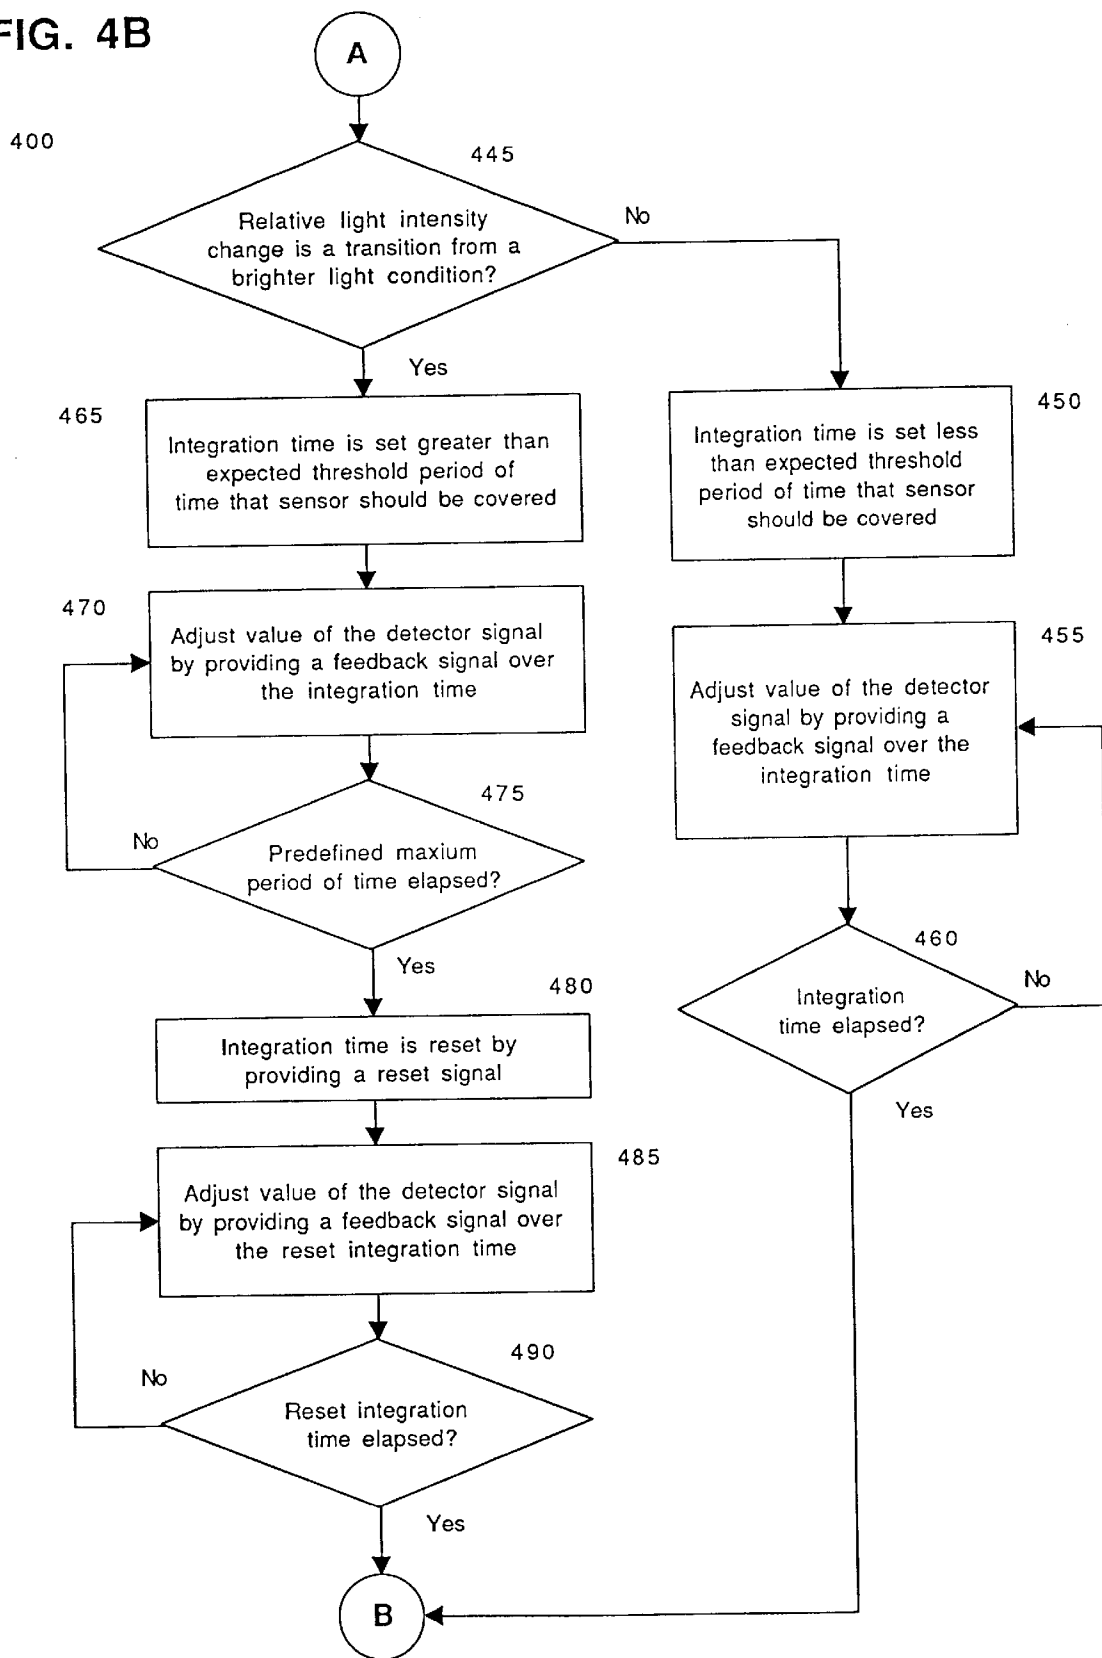 FIG. 4B
A
400
445
Relative light intensity
change is a transition from a
brighter light condition?
No
Yes
465
Integration time is set greater than
expected threshold period of
time that sensor should be covered
450
Integration time is set less
than expected threshold
period of time that sensor
should be covered
470
Adjust value of the detector signal
by providing a feedback signal over
the integration time
455
Adjust value of the detector
signal by providing a
feedback signal over the
integration time
475
No
Predefined maxium
period of time elapsed?
Yes
460
Integration
time elapsed?
No
Yes
480
Integration time is reset by
providing a reset signal
485
Adjust value of the detector signal
by providing a feedback signal over
the reset integration time
490
No
Reset integration
time elapsed?
Yes
B